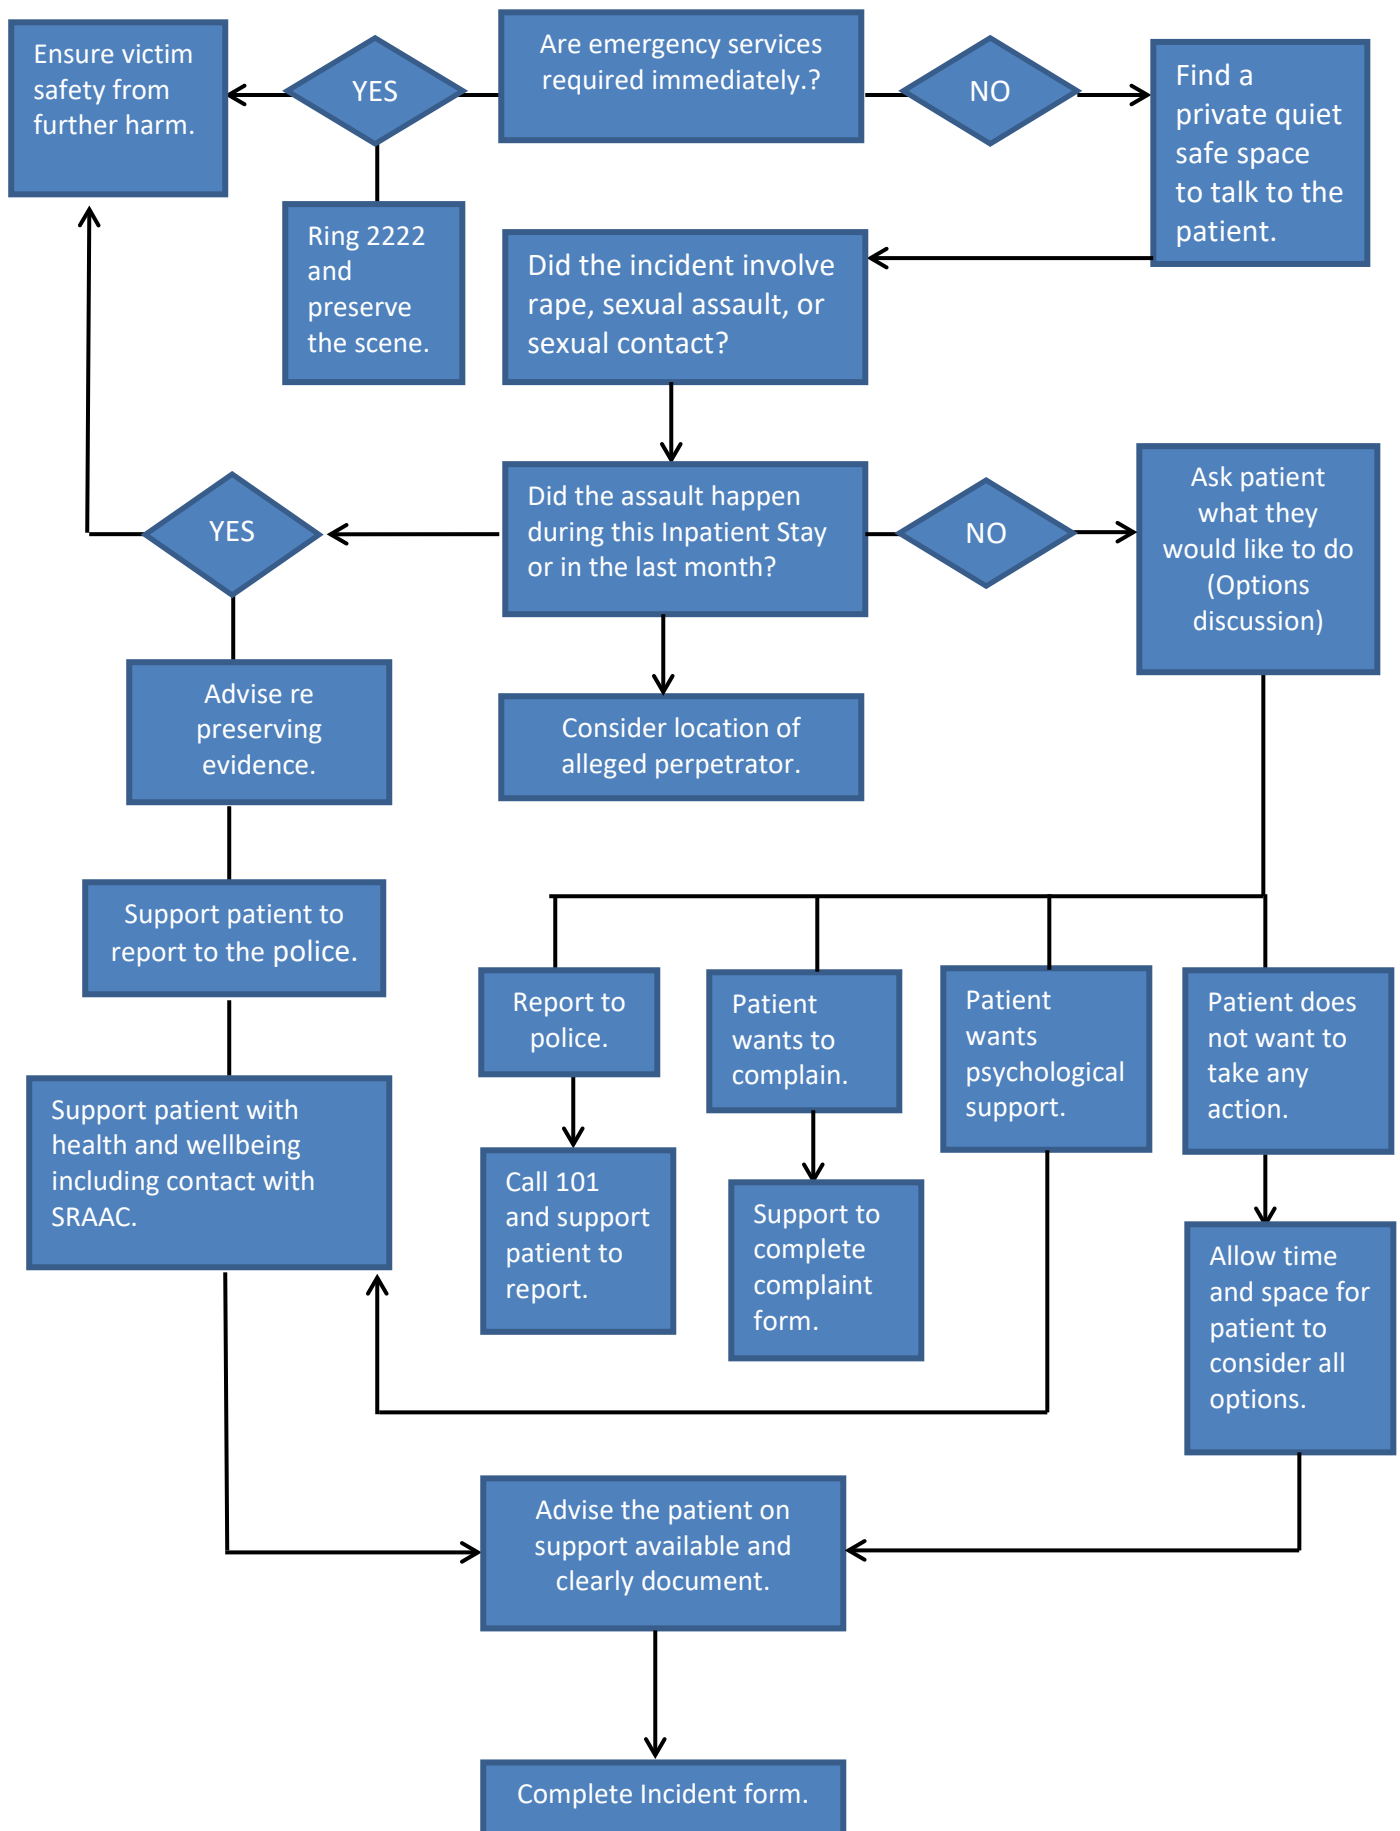 Ensure victim
safety from
further harm.
YES
Are emergency services
required immediately.?
NO
Find a
private quiet
safe space
to talk to the
patient.
Ring 2222
and
preserve
the scene.
Did the incident involve
rape, sexual assault, or
sexual contact?
YES
Did the assault happen
during this Inpatient Stay
or in the last month?
NO
Ask patient
what they
would like to do
(Options
discussion)
Advise re
preserving
evidence.
Consider location of
alleged perpetrator.
Support patient to
report to the police.
Report to
police.
Patient
wants to
complain.
Patient
wants
psychological
support.
Patient does
not want to
take any
action.
Support patient with
health and wellbeing
including contact with
SRAAC.
Call 101
and support
patient to
report.
Support to
complete
complaint
form.
Allow time
and space for
patient to
consider all
options.
Advise the patient on
support available and
clearly document.
Complete Incident form.